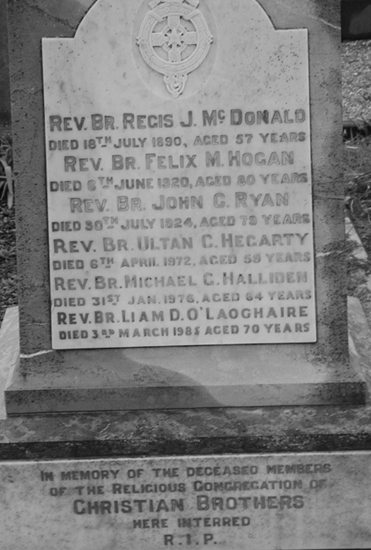 REV. BR. REGIS J. McDONALD
DIED 18TH JULY 1890, AGED 57 YEARS
REV. BR. FELIX M. HOGAN
DIED 6TH JUNE 1920, AGED 80 YEARS
REV. BR. JOHN C. RYAN
DIED 30TH JULY 1924, AGED 79 YEARS
REV. BR. ULTAN C. HEGARTY
DIED 6TH APRIL 1972, AGED 59 YEARS
REV. BR. MICHAEL C. HALLIDEN
DIED 31ST JAN. 1976, AGED 64 YEARS
REV. BR. LIAM D. O'LAOGHAIRE
DIED 3RD MARCH 1985 AGED 70 YEARS
IN MEMORY OF THE DECEASED MEMBERS
OF THE RELIGIOUS CONGREGATION OF
CHRISTIAN BROTHERS
HERE INTERRED
R.I.P.